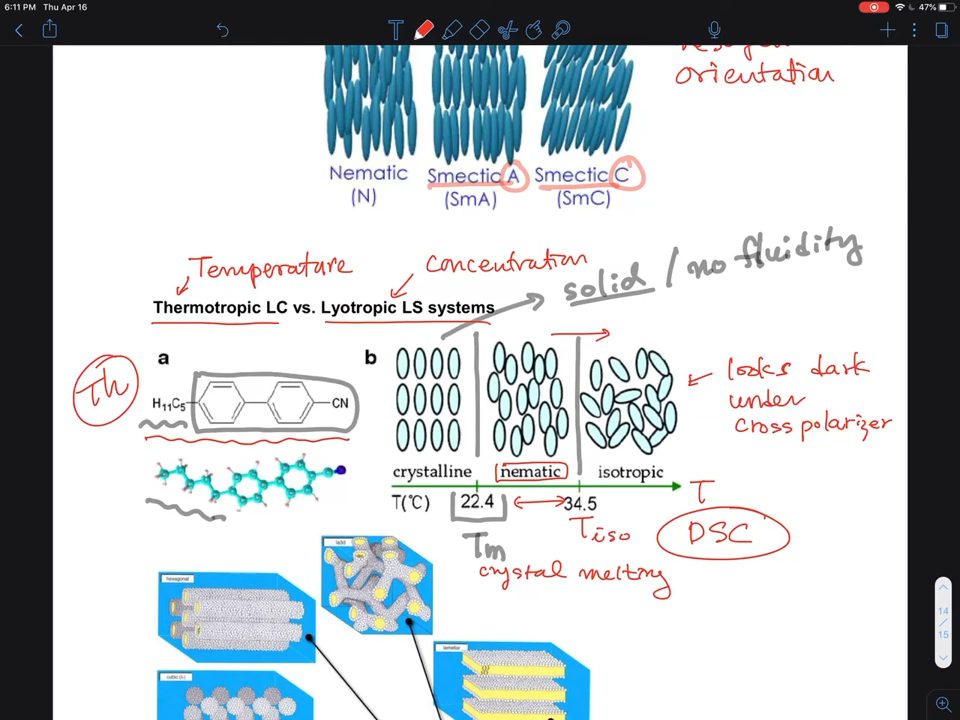 6:11 PM Thu Apr 16
47%
orientation
Nematic
(N)
Smectic A
(SmA)
Smectic C
(SmC)
Temperature
Concentration
solid / no fluidity
Thermotropic LC vs. Lyotropic LS systems
a
b
Th
H₁₁C₅
CN
looks dark
under
cross polarizer
crystalline
nematic
isotropic
T(°C)
22.4
34.5
T
Tm
Tiso
DSC
crystal melting
hexagonal
lamellar
14
/
15